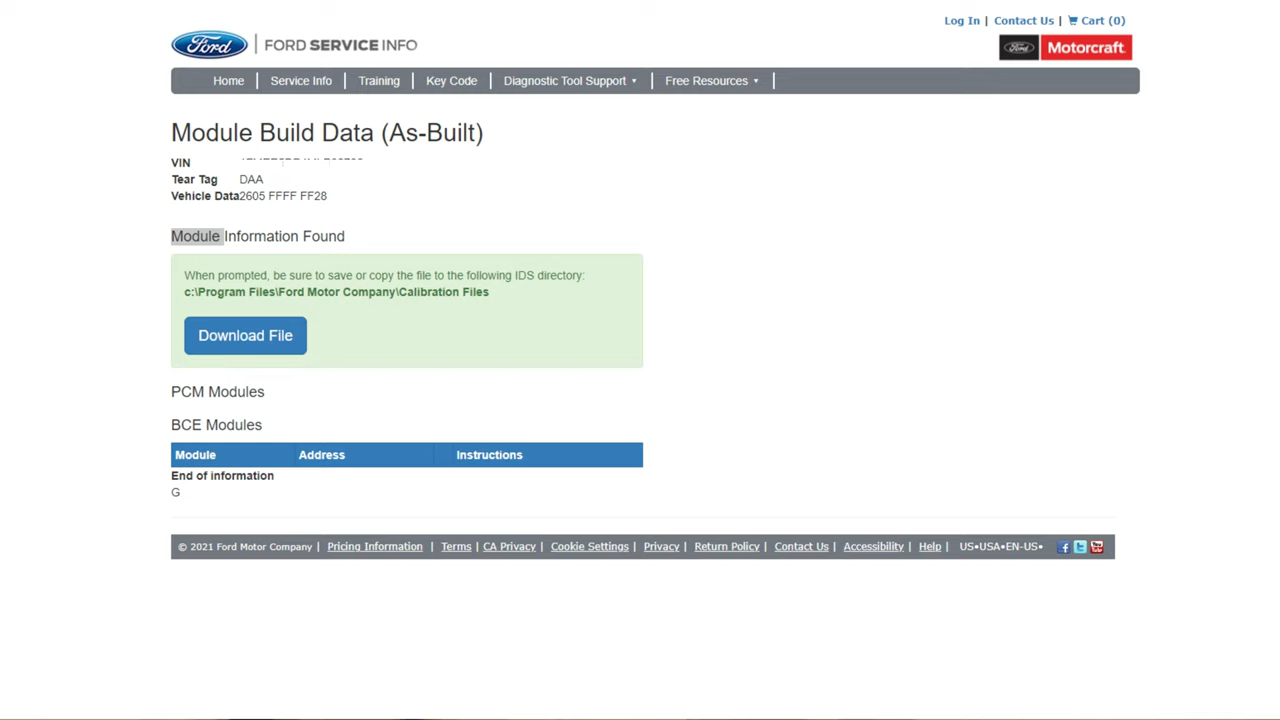 Log In | Contact Us | Cart (0)
Ford | FORD SERVICE INFO
Ford Motorcraft
Home | Service Info | Training | Key Code | Diagnostic Tool Support | Free Resources |
Module Build Data (As-Built)
VIN
Tear Tag DAA
Vehicle Data2605 FFFF FF28
Module Information Found
When prompted, be sure to save or copy the file to the following IDS directory:
c:\Program Files\Ford Motor Company\Calibration Files
Download File
PCM Modules
BCE Modules
Module Address Instructions
End of information
G
© 2021 Ford Motor Company | Pricing Information | Terms | CA Privacy | Cookie Settings | Privacy | Return Policy | Contact Us | Accessibility | Help | US•USA•EN-US•